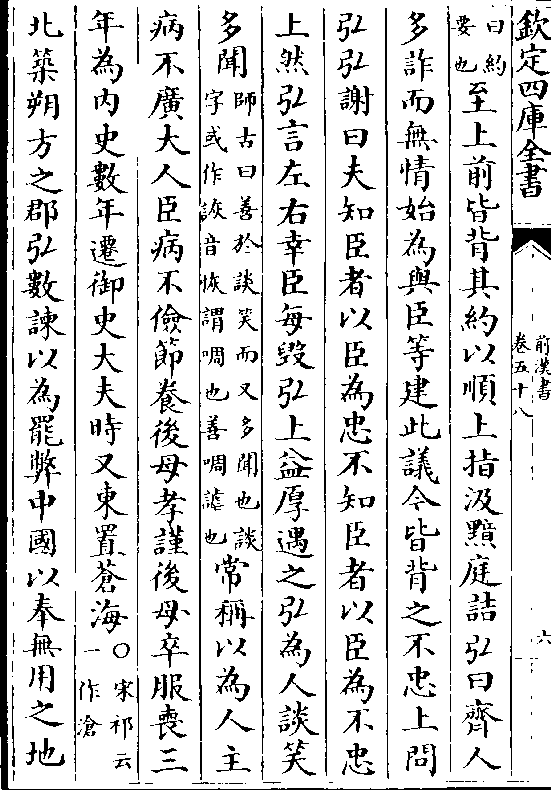 欽定四庫全書
前漢書
卷五十八
六
曰約
要也
至上前皆背其約以順上指汲黯庭詰弘曰齊人
多詐而無情始為與臣等建此議今皆背之不忠上問
弘弘謝曰夫知臣者以臣為忠不知臣者以臣為不忠
上然弘言左右幸臣每毀弘上益厚遇之弘為人談笑
多聞
師古曰善於談笑而又多聞也談
字或作詼音恢謂啁也善啁謔也
常稱以為人主
病不廣大人臣病不儉節養後母孝謹後母卒服喪三
年為內史數年遷御史大夫時又東置蒼海
○宋祁云
一作滄
北築朔方之郡弘數諫以為罷弊中國以奉無用之地